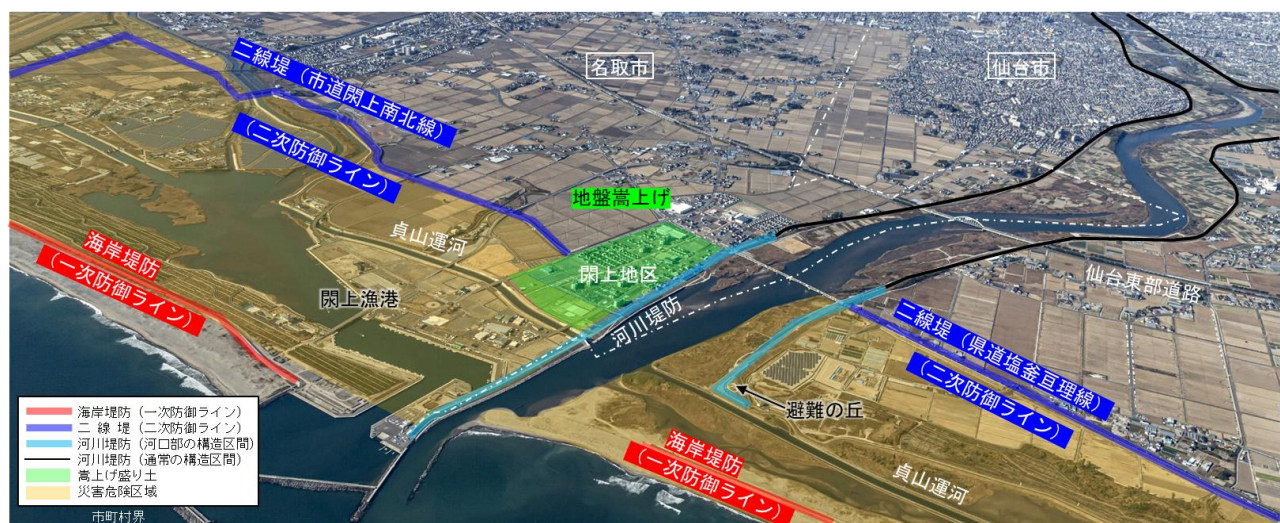 名取市
仙台市
二線堤（市道閖上南北線）
（二次防御ライン）
地盤嵩上げ
貞山運河
閖上地区
海岸堤防
（一次防御ライン）
閖上漁港
河川堤防
仙台東部道路
二線堤（県道塩釜亘理線）
（二次防御ライン）
避難の丘
海岸堤防
（一次防御ライン）
貞山運河
海岸堤防（一次防御ライン）
二 線 堤（二次防御ライン）
河川堤防（河口部の構造区間）
河川堤防（通常の構造区間）
嵩上げ盛り土
災害危険区域
市町村界